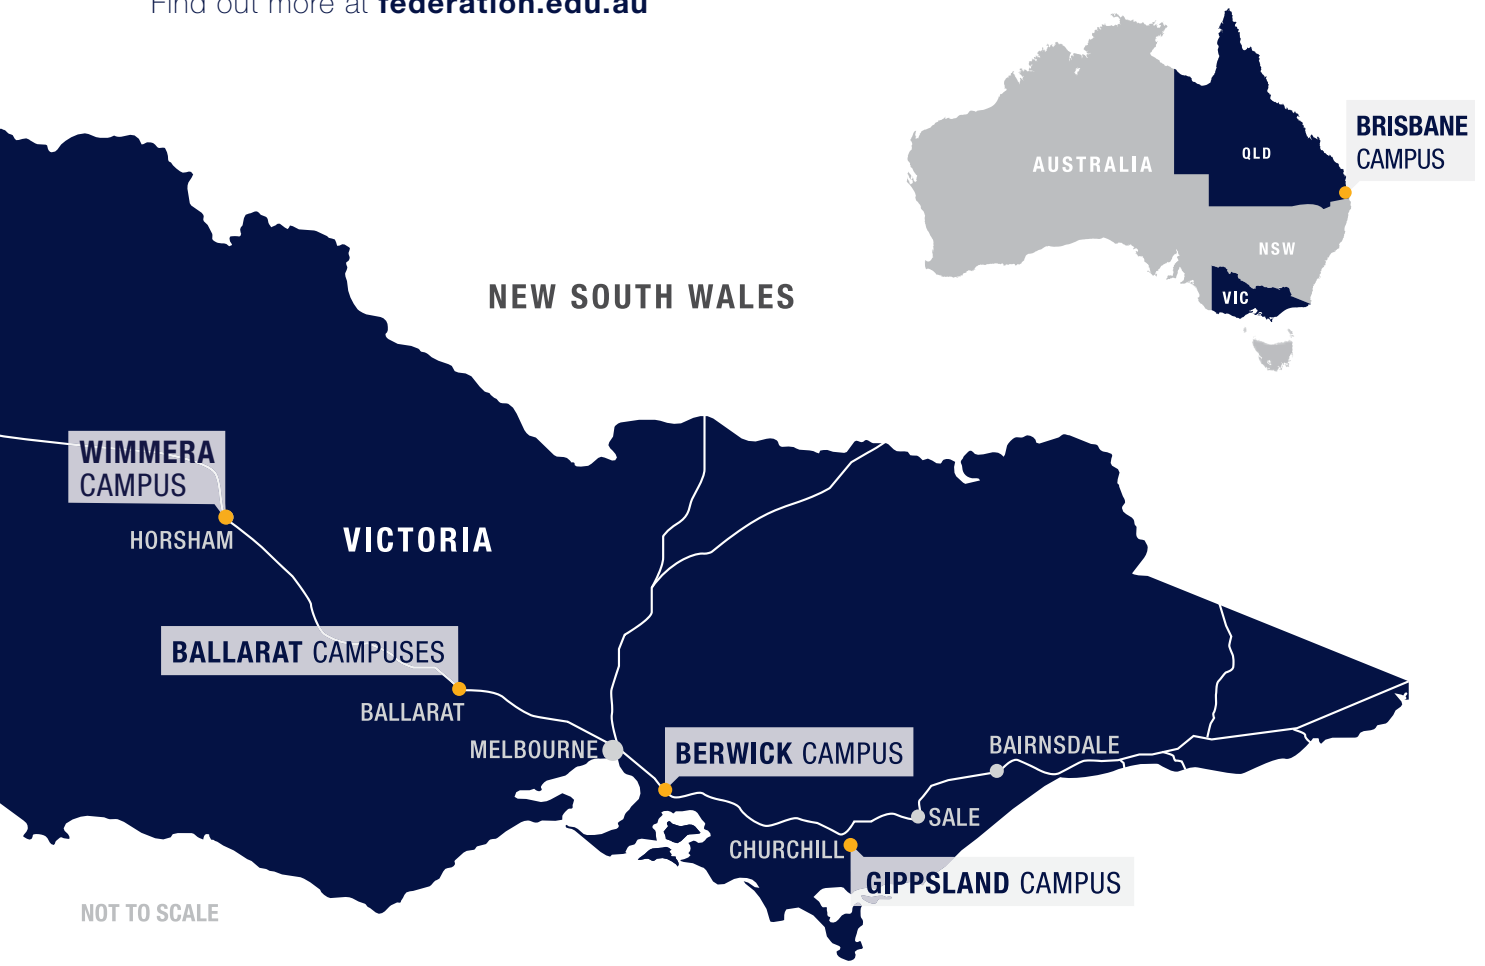 Find out more at federation.edu.au
BRISBANE
CAMPUS
AUSTRALIA
QLD
NSW
VIC
NEW SOUTH WALES
WIMMERA
CAMPUS
HORSHAM
VICTORIA
BALLARAT CAMPUSES
BALLARAT
MELBOURNE
BERWICK CAMPUS
BAIRNSDALE
SALE
CHURCHILL
GIPPSLAND CAMPUS
NOT TO SCALE